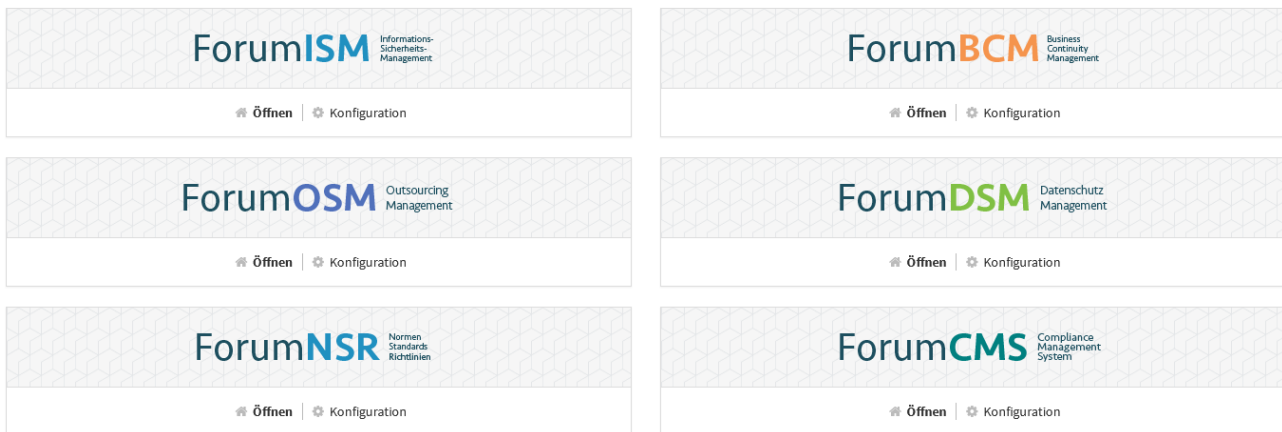 ForumISM Informations-
Sicherheits-
Management
Öffnen Konfiguration
ForumBCM Business
Continuity
Management
Öffnen Konfiguration
ForumOSM Outsourcing
Management
Öffnen Konfiguration
ForumDSM Datenschutz
Management
Öffnen Konfiguration
ForumNSR Normen
Standards
Richtlinien
Öffnen Konfiguration
ForumCMS Compliance
Management
System
Öffnen Konfiguration